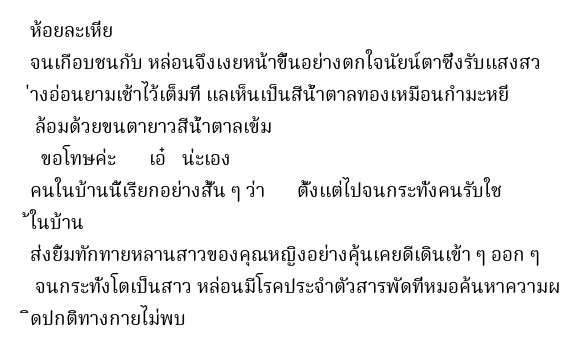 ห้อยละเหีย
จนเกือบชนกับ หล่อนจึงเงยหน้าขึ้นอย่างตกใจนัยน์ตาซึ่งรับแสงสว
่างอ่อนยามเช้าไว้เต็มที่ แลเห็นเป็นสีน้ำตาลทองเหมือนกำมะหยี่
ล้อมด้วยขนตายาวสีน้ำตาลเข้ม
ขอโทษค่ะ เอ๋ น่ะเอง
คนในบ้านนี้เรียกอย่างสั้น ๆ ว่า ตั้งแต่ไปจนกระทั่งคนรับใช
้ในบ้าน
ส่งยิ้มทักทายหลานสาวของคุณหญิงอย่างคุ้นเคยดีเดินเข้า ๆ ออก ๆ
จนกระทั่งโตเป็นสาว หล่อนมีโรคประจำตัวสารพัดที่หมอค้นหาความผ
ิดปกติทางกายไม่พบ